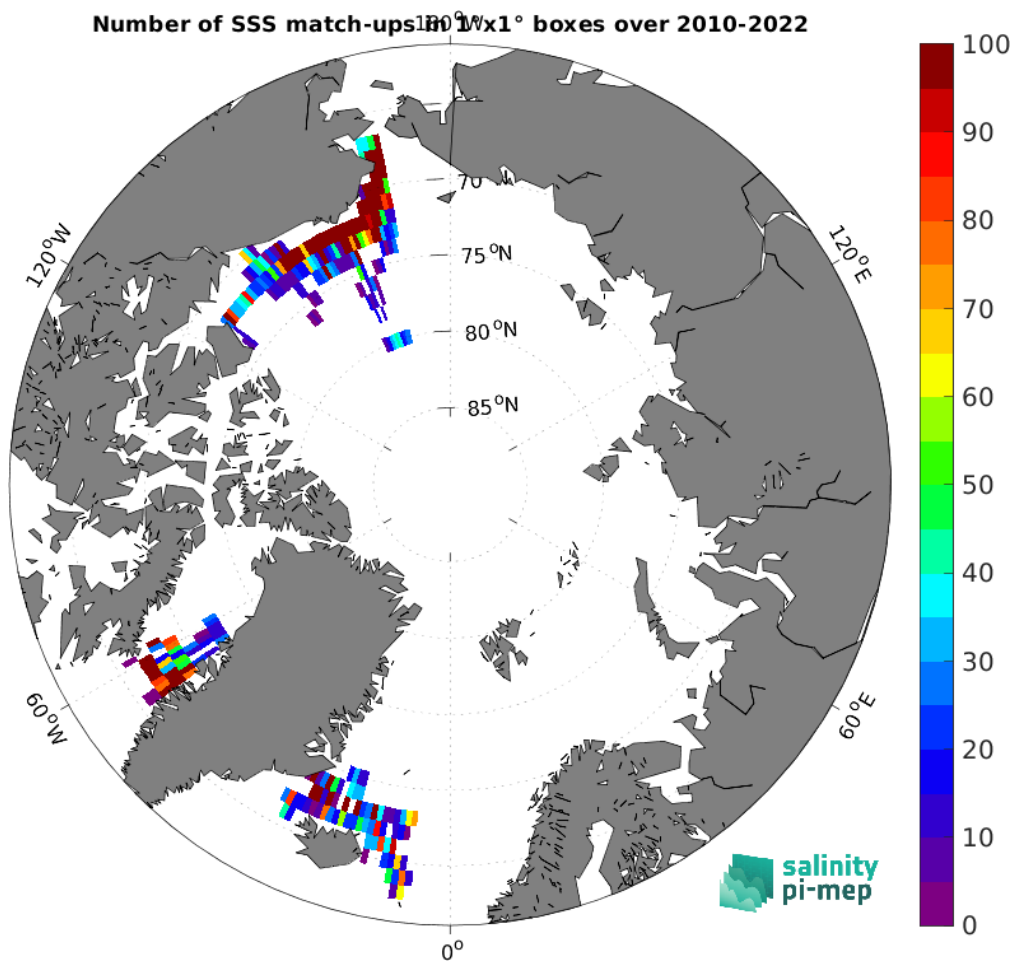 Number of SSS match-ups in 1°x1° boxes over 2010-2022
180°W
100
90
80
70
60
50
40
30
20
10
0
120°W
120°E
70°N
75°N
80°N
85°N
60°W
60°E
0°
salinity
pi-mep